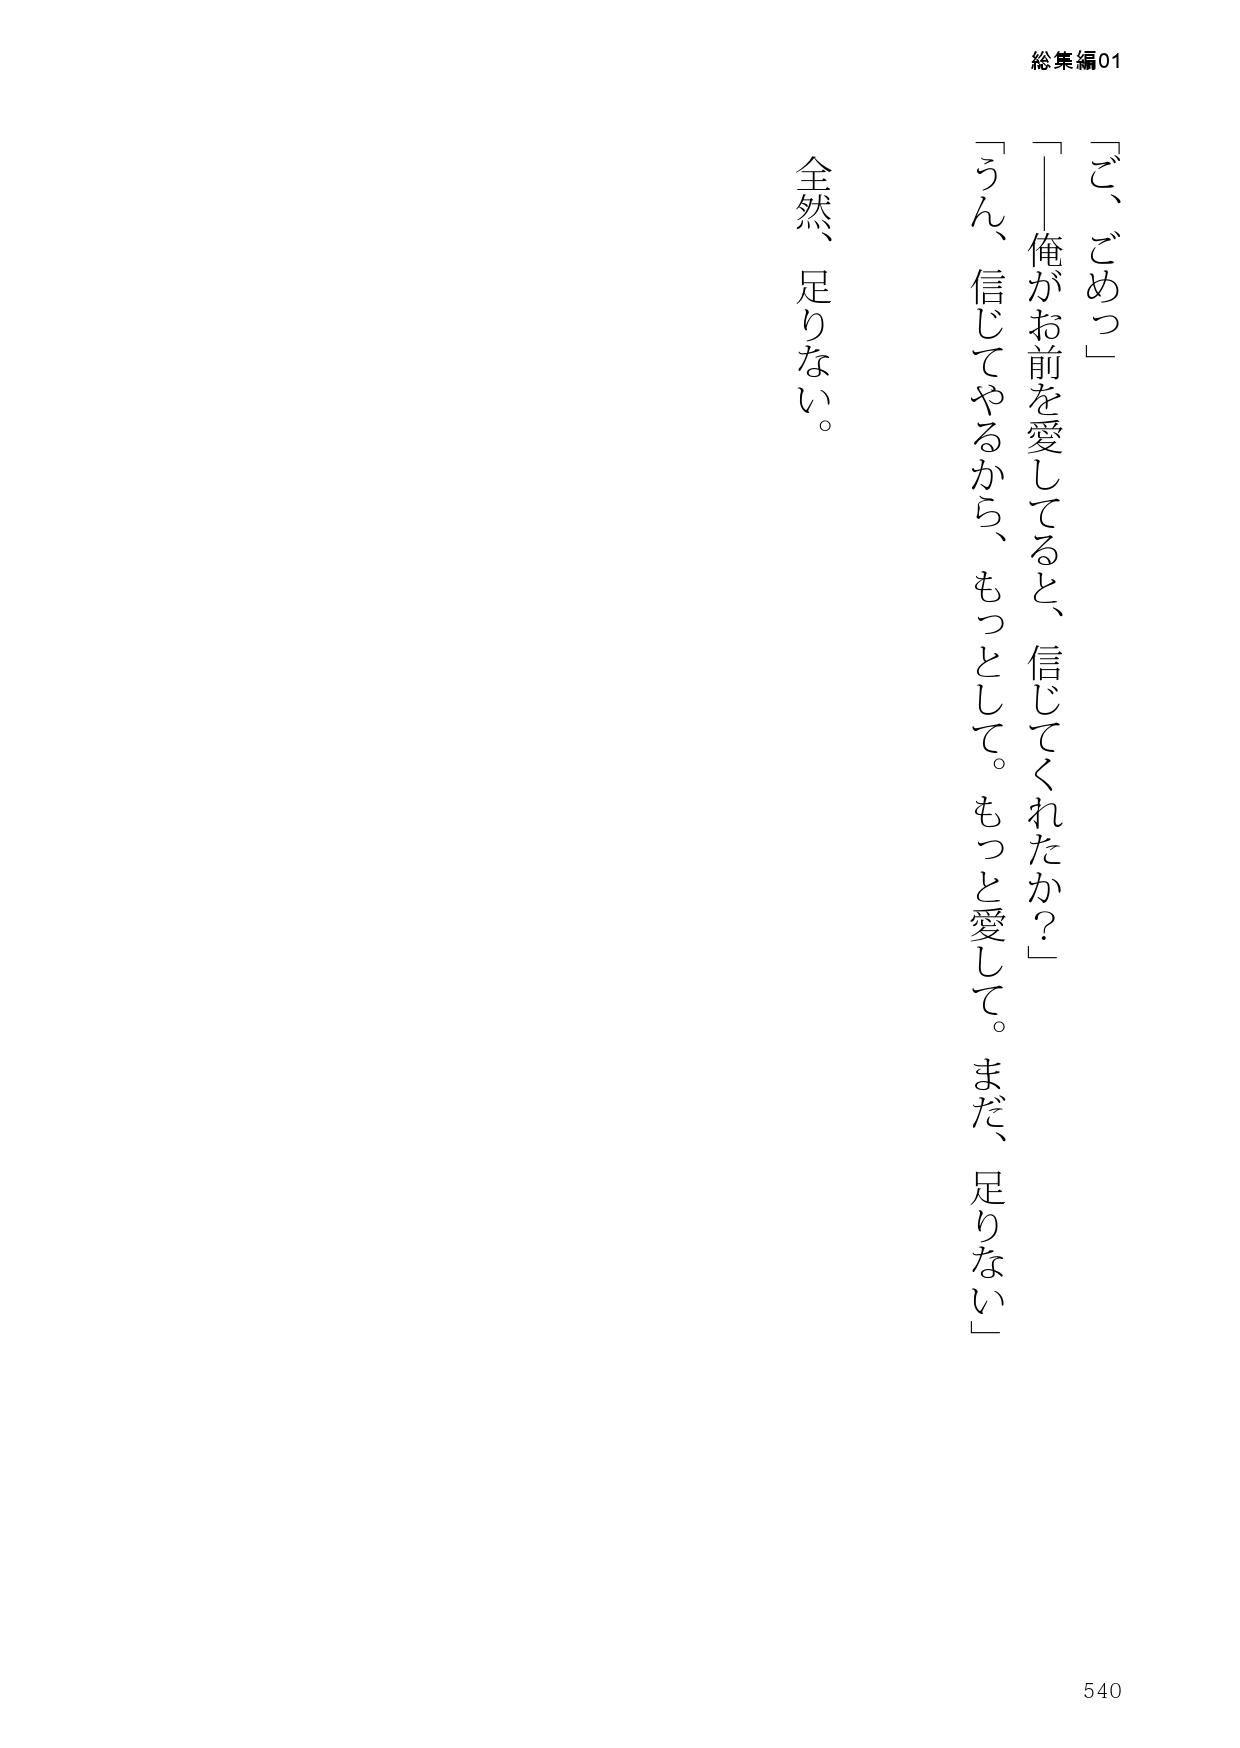 総集編01
「ご、ごめっ」
「――俺がお前を愛してると、信じてくれたか？」
「うん、信じてやるから、もっとして。もっと愛して。まだ、足りない」
全然、足りない。
540